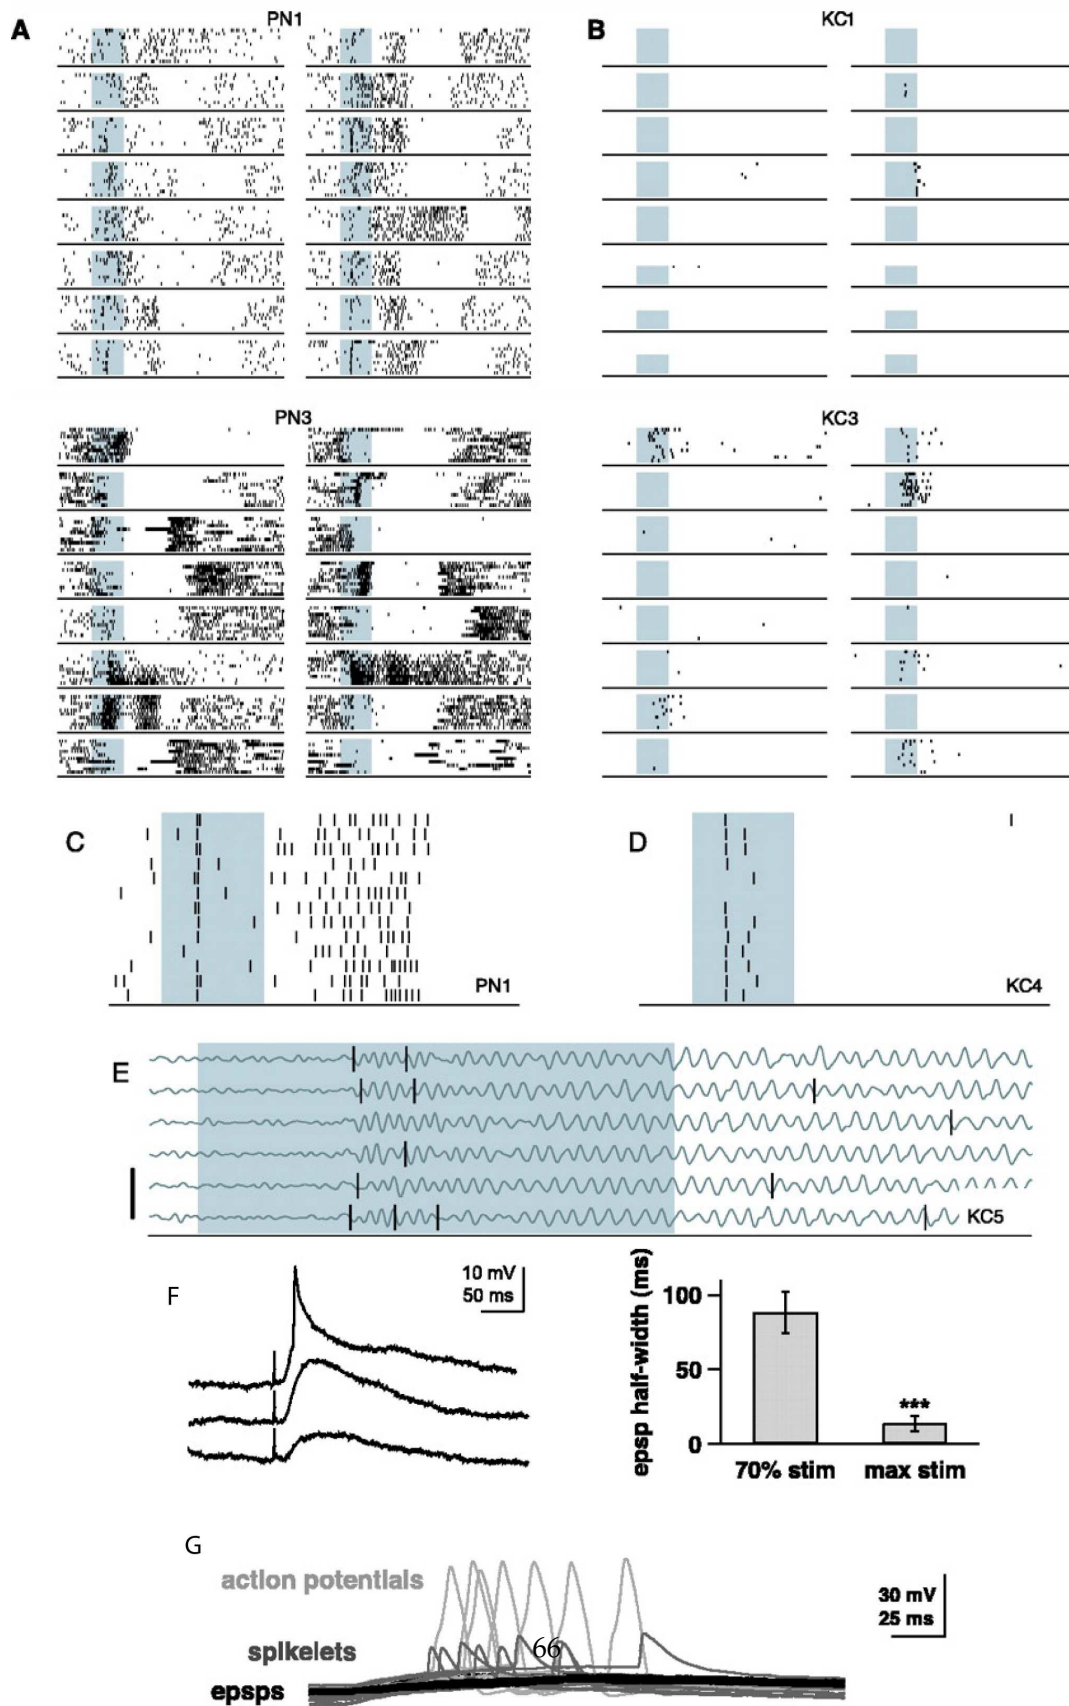 A
PN1
B
KC1
PN3
KC3
C
PN1
D
KC4
E
KC5
F
10 mV
50 ms
epsp half-width (ms)
100
50
0
***
70% stim
max stim
G
action potentials
30 mV
25 ms
spikelets
66
epsps